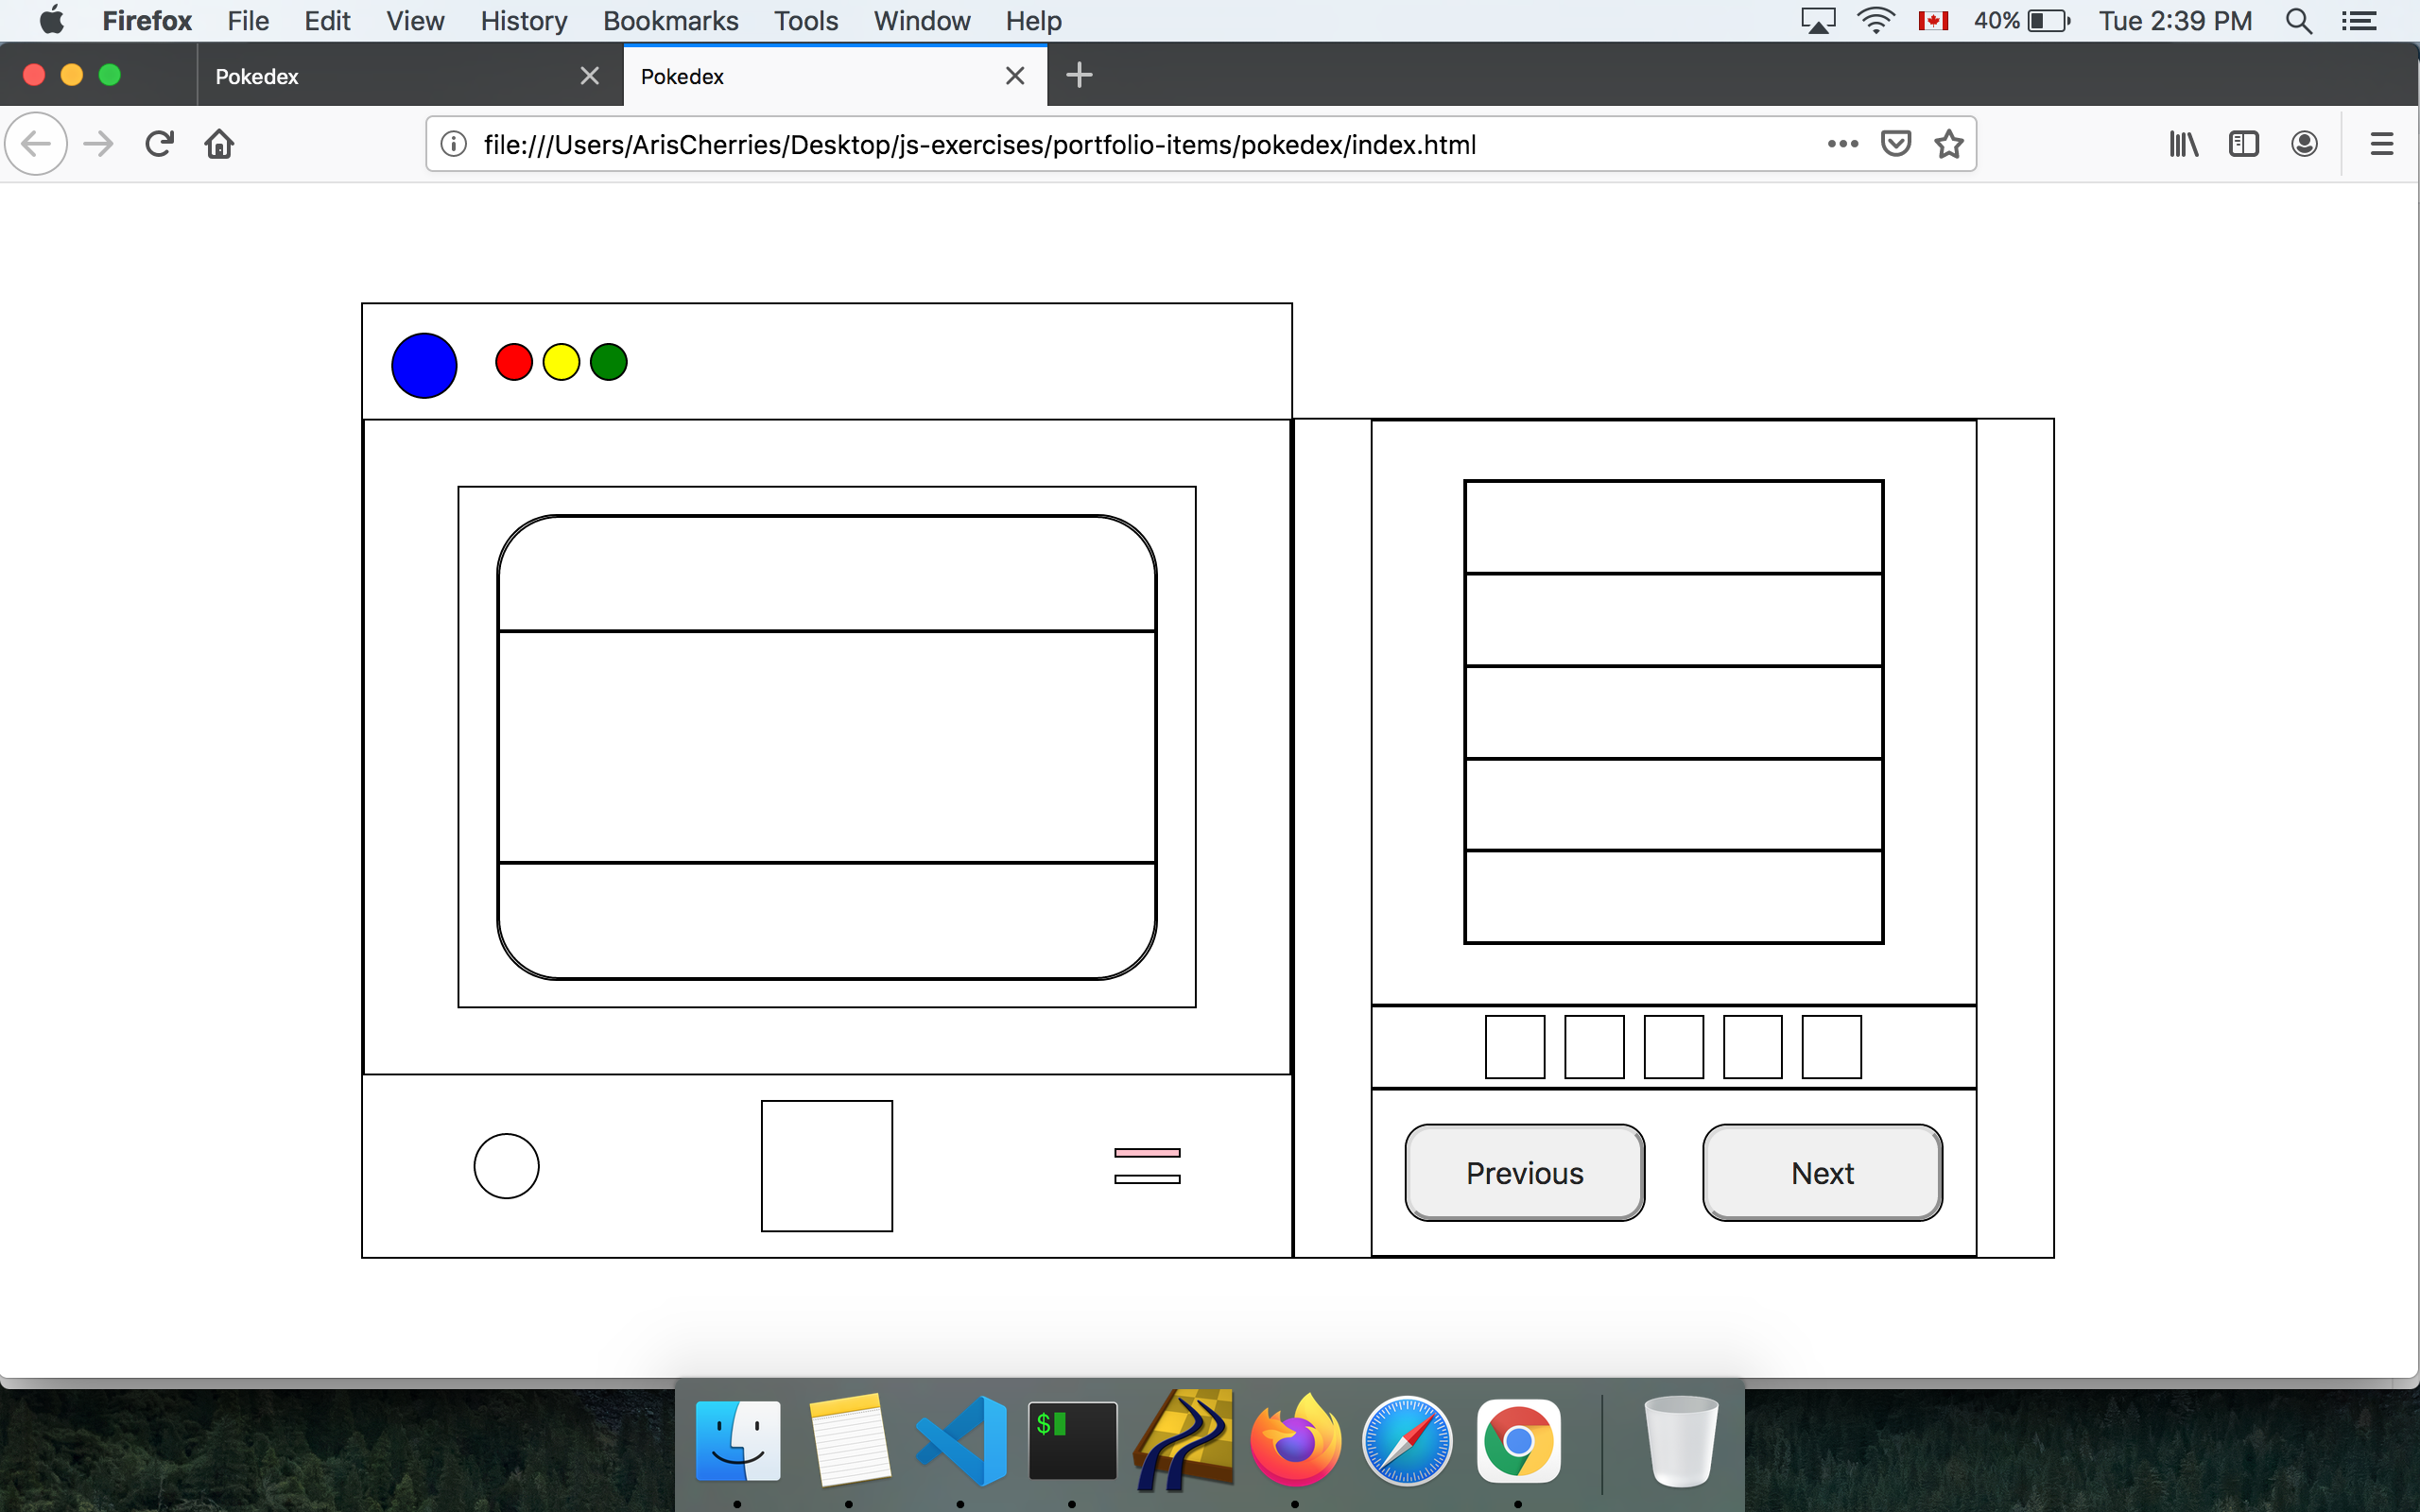 Firefox File Edit View History Bookmarks Tools Window Help 40% Tue 2:39 PM
Pokedex Pokedex
file:///Users/ArisCherries/Desktop/js-exercises/portfolio-items/pokedex/index.html
Previous Next
$